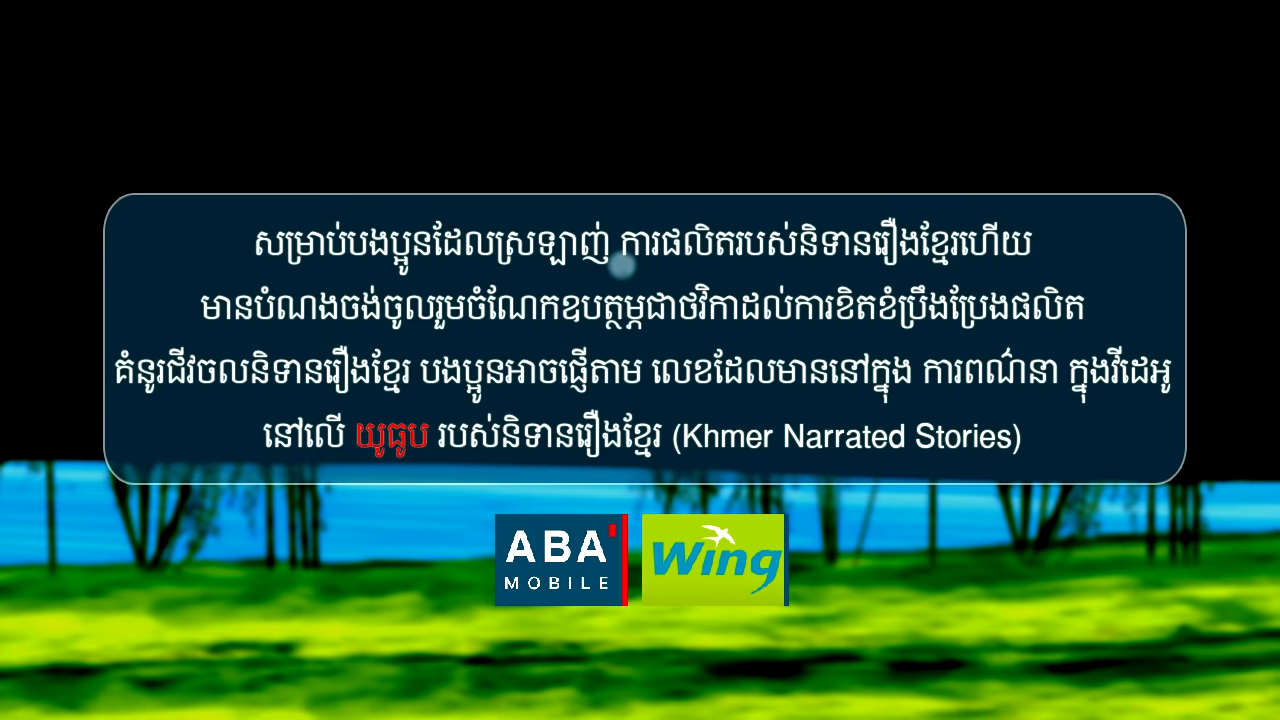 សម្រាប់បងប្អូនដែលស្រឡាញ់ ការផលិតរបស់និទានរឿងខ្មែរហើយ
មានបំណងចង់ចូលរួមចំណែកឧបត្ថម្ភជាថវិកាដល់ការខិតខំប្រឹងប្រែងផលិត
គំនូរជីវចលនិទានរឿងខ្មែរ បងប្អូនអាចផ្ញើតាម លេខដែលមាននៅក្នុង ការពណ៌នា ក្នុងវីដេអូ
នៅលើ យូធូប របស់និទានរឿងខ្មែរ (Khmer Narrated Stories)
ABA' Wing
MOBILE